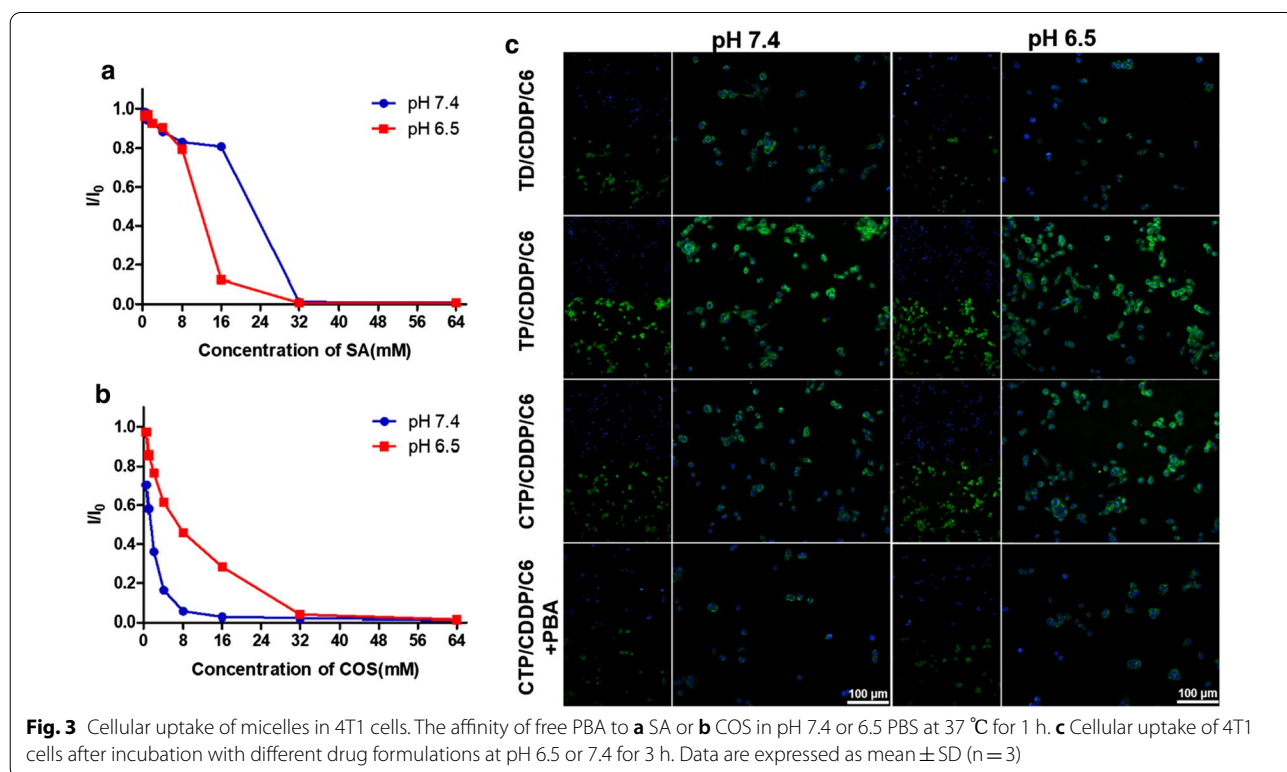 a
1.0
0.8
0.6
0.4
0.2
0.0
I/I₀
pH 7.4
pH 6.5
0 8 16 24 32 40 48 56 64
Concentration of SA(mM)
b
1.0
0.8
0.6
0.4
0.2
0.0
I/I₀
pH 7.4
pH 6.5
0 8 16 24 32 40 48 56 64
Concentration of COS(mM)
c
pH 7.4
pH 6.5
TD/CDDP/C6
TP/CDDP/C6
CTP/CDDP/C6
CTP/CDDP/C6
+PBA
100 µm
100 µm
Fig. 3 Cellular uptake of micelles in 4T1 cells. The affinity of free PBA to a SA or b COS in pH 7.4 or 6.5 PBS at 37 ℃ for 1 h. c Cellular uptake of 4T1
cells after incubation with different drug formulations at pH 6.5 or 7.4 for 3 h. Data are expressed as mean ± SD (n = 3)